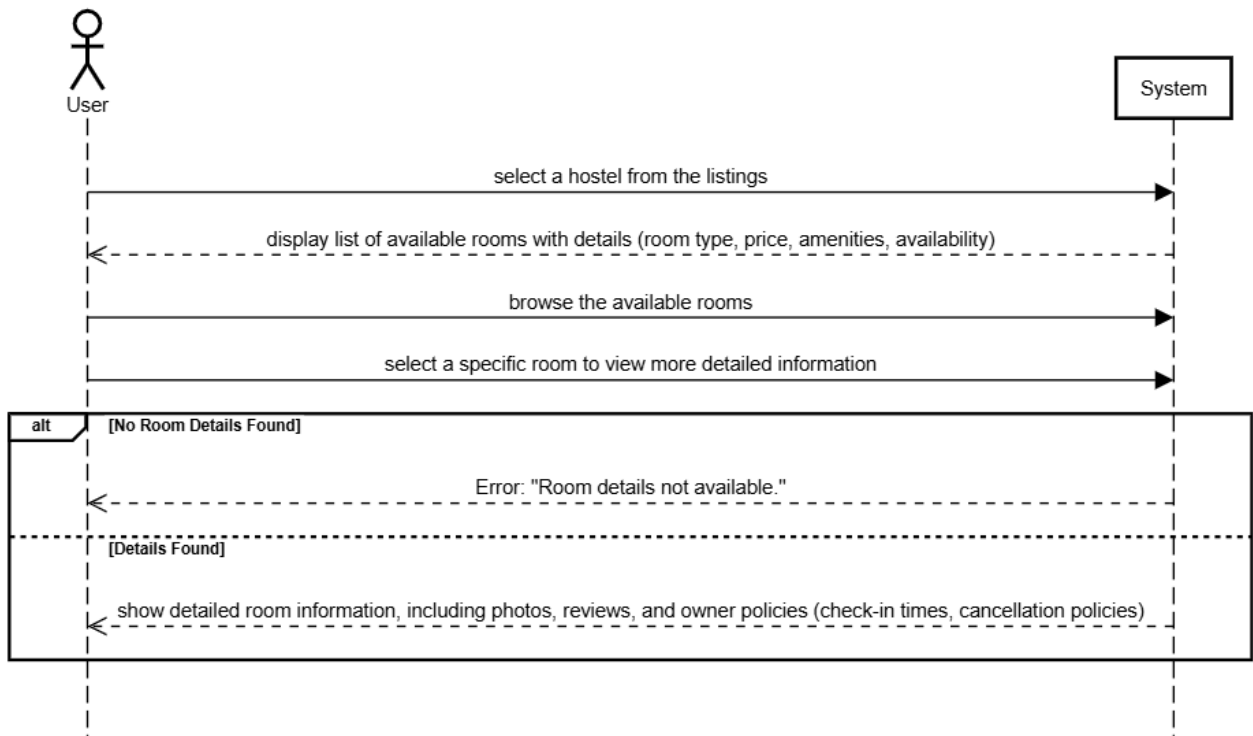 User
System
select a hostel from the listings
display list of available rooms with details (room type, price, amenities, availability)
browse the available rooms
select a specific room to view more detailed information
alt
[No Room Details Found]
Error: "Room details not available."
[Details Found]
show detailed room information, including photos, reviews, and owner policies (check-in times, cancellation policies)